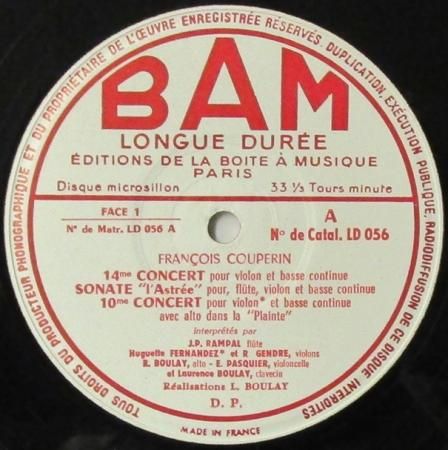 TOUS DROITS DU PRODUCTEUR PHONOGRAPHIQUE ET DU PROPRIÉTAIRE DE L'ŒUVRE ENREGISTRÉE RÉSERVÉS. DUPLICATION, EXÉCUTION PUBLIQUE, RADIODIFFUSION DE CE DISQUE INTERDITES
BAM
LONGUE DURÉE
ÉDITIONS DE LA BOITE À MUSIQUE
PARIS
Disque microsillon 33 ⅓ Tours minute
FACE 1 A
Nº de Matr. LD 056 A Nº de Catal. LD 056
FRANÇOIS COUPERIN
14me CONCERT pour violon et basse continue
SONATE "l'Astrée" pour, flûte, violon et basse continue
10me CONCERT pour violon* et basse continue
avec alto dans la "Plainte"
interprétés par
J.P. RAMPAL flûte
Huguette FERNANDEZ* et R. GENDRE, violons
R. BOULAY, alto - E. PASQUIER, violoncelle
et Laurence BOULAY, clavecin
Réalisations L. BOULAY
D. P.
MADE IN FRANCE